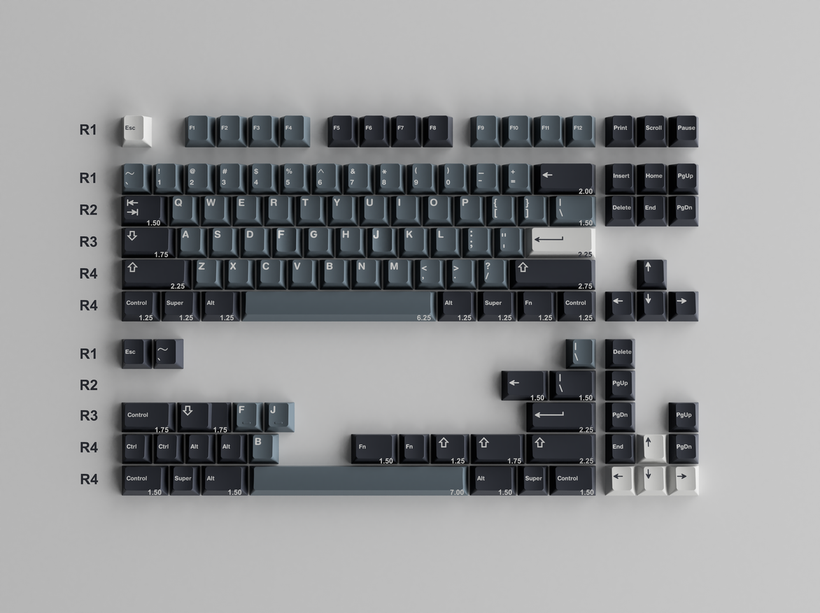 R1 Esc F1 F2 F3 F4 F5 F6 F7 F8 F9 F10 F11 F12 Print Scroll Pause
R1 ~ ` ! 1 @ 2 # 3 $ 4 % 5 ^ 6 & 7 * 8 ( 9 ) 0 _ - + = ← 2.00 Insert Home PgUp
R2 ⇤ ⇥ 1.50 Q W E R T Y U I O P { [ } ] | \ 1.50 Delete End PgDn
R3 ⇩ 1.75 A S D F G H J K L : ; " ' ↵ 2.25
R4 ⇧ 2.25 Z X C V B N M < , > . ? / ⇧ 2.75 ↑
R4 Control 1.25 Super 1.25 Alt 1.25 6.25 Alt 1.25 Super 1.25 Fn 1.25 Control 1.25 ← ↓ →
R1 Esc ~ ` | \ Delete
R2 ← 1.50 | \ 1.50 PgUp
R3 Control 1.75 ⇩ 1.75 F J ↵ 2.25 PgDn PgUp
R4 Ctrl Ctrl Alt Alt B Fn 1.50 Fn ⇧ 1.25 ⇧ 1.75 ⇧ 2.25 End ↑ PgDn
R4 Control 1.50 Super Alt 1.50 7.00 Alt 1.50 Super Control 1.50 ← ↓ →